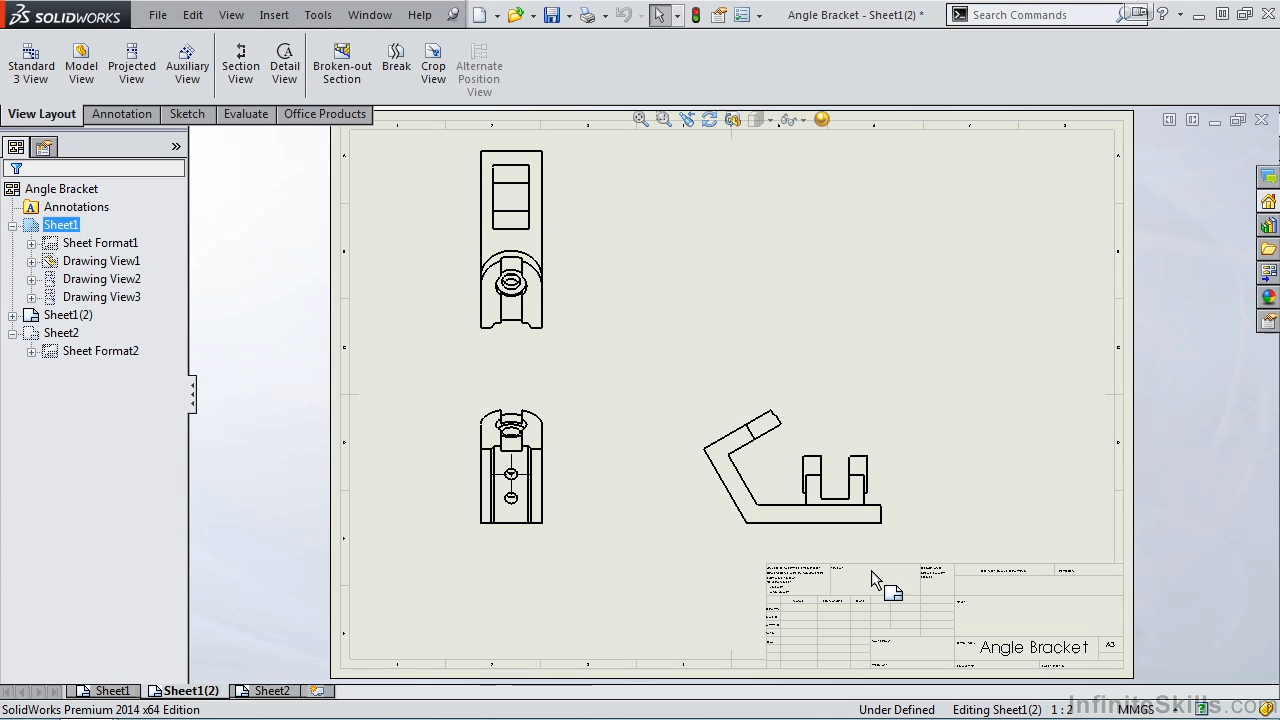 SOLIDWORKS File Edit View Insert Tools Window Help Angle Bracket - Sheet1(2) * Search Commands
Standard 3 View Model View Projected View Auxiliary View Section View Detail View Broken-out Section Break Crop View Alternate Position View
View Layout Annotation Sketch Evaluate Office Products
Angle Bracket
Annotations
Sheet1
Sheet Format1
Drawing View1
Drawing View2
Drawing View3
Sheet1(2)
Sheet2
Sheet Format2
Angle Bracket A3
Sheet1 Sheet1(2) Sheet2
InfiniteSkills.com
SolidWorks Premium 2014 x64 Edition Under Defined Editing Sheet1(2) 1 : 2 MMGS